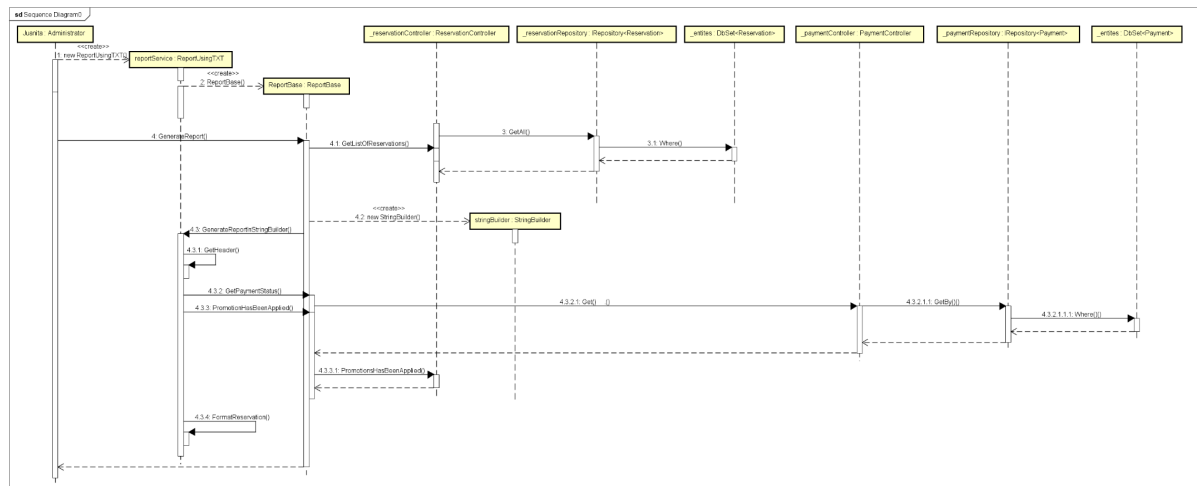 sd Sequence Diagram0
Juanita : Administrator
_reservationController : ReservationController
_reservationRepository : IRepository<Reservation>
_entites : DbSet<Reservation>
_paymentController : PaymentController
_paymentRepository : IRepository<Payment>
_entites : DbSet<Payment>
<<create>>
1: new ReportUsingTXT()
reportService : ReportUsingTXT
<<create>>
2: ReportBase()
ReportBase : ReportBase
4: GenerateReport()
3: GetAll()
4.1: GetListOfReservations()
3.1: Where()
<<create>>
4.2: new StringBuilder()
stringBuilder : StringBuilder
4.3: GenerateReportInStringBuilder()
4.3.1: GetHeader()
4.3.2: GetPaymentStatus()
4.3.2.1: Get() .()
4.3.2.1.1: GetBy()()
4.3.3: PromotionHasBeenApplied()
4.3.2.1.1.1: Where()()
4.3.3.1: PromotionsHasBeenApplied()
4.3.4: FormatReservation()